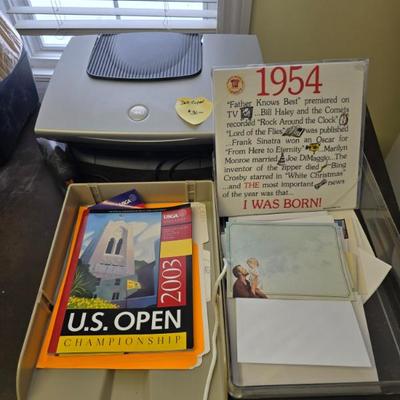 1954
"Father Knows Best" premiered on
TV ...Bill Haley and the Comets
recorded "Rock Around the Clock"
"Lord of the Flies" was published
...Frank Sinatra won an Oscar for
"From Here to Eternity" Marilyn
Monroe married Joe DiMaggio...The
inventor of the zipper died ...Bing
Crosby starred in "White Christmas"
...and THE most important news
of the year was that...
I WAS BORN!
USGA
2003
U.S. OPEN
CHAMPIONSHIP